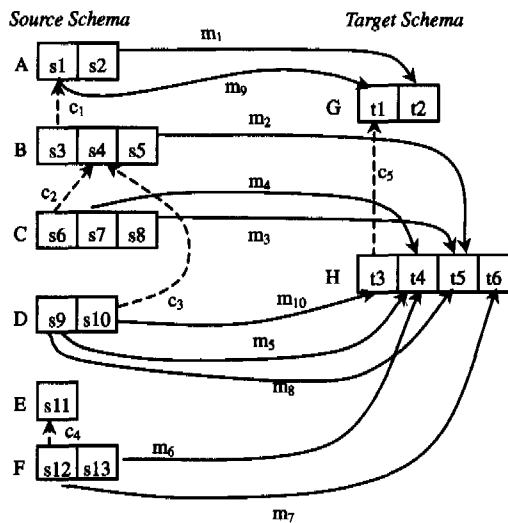 Source Schema Target Schema
A s1 s2 m1
m9 G t1 t2
c1
B s3 s4 s5 m2
c2 m4 c5
C s6 s7 s8 m3
H t3 t4 t5 t6
c3 m10
D s9 s10
m5
m8
E s11
c4 m6
F s12 s13
m7